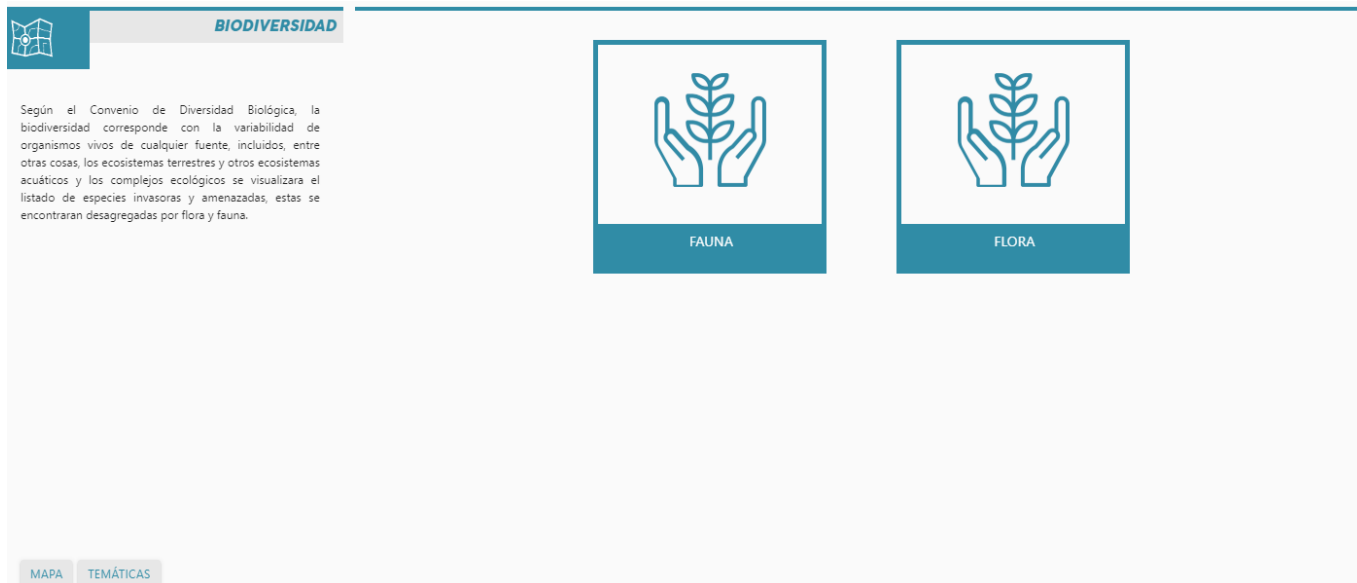 BIODIVERSIDAD
Según el Convenio de Diversidad Biológica, la
biodiversidad corresponde con la variabilidad de
organismos vivos de cualquier fuente, incluidos, entre
otras cosas, los ecosistemas terrestres y otros ecosistemas
acuáticos y los complejos ecológicos se visualizara el
listado de especies invasoras y amenazadas, estas se
encontraran desagregadas por flora y fauna.
FAUNA
FLORA
MAPA
TEMÁTICAS